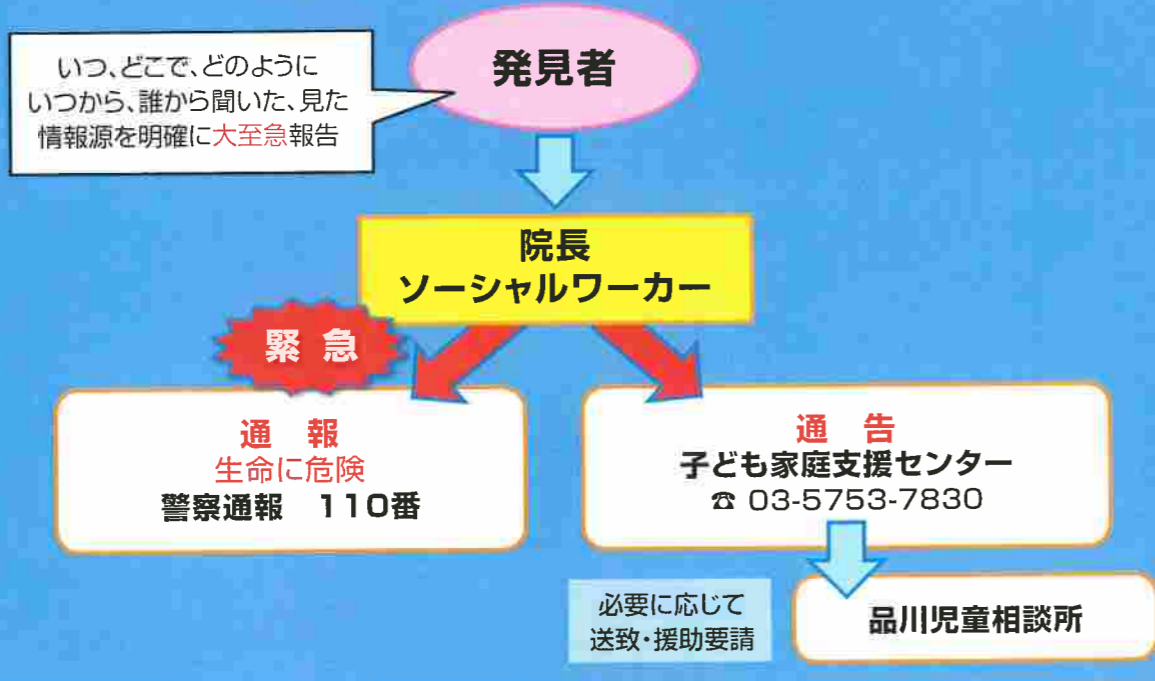 発見者
いつ、どこで、どのように
いつから、誰から聞いた、見た
情報源を明確に大至急報告
院長
ソーシャルワーカー
緊 急
通 報
生命に危険
警察通報 110番
通 告
子ども家庭支援センター
☎ 03-5753-7830
必要に応じて
送致・援助要請
品川児童相談所